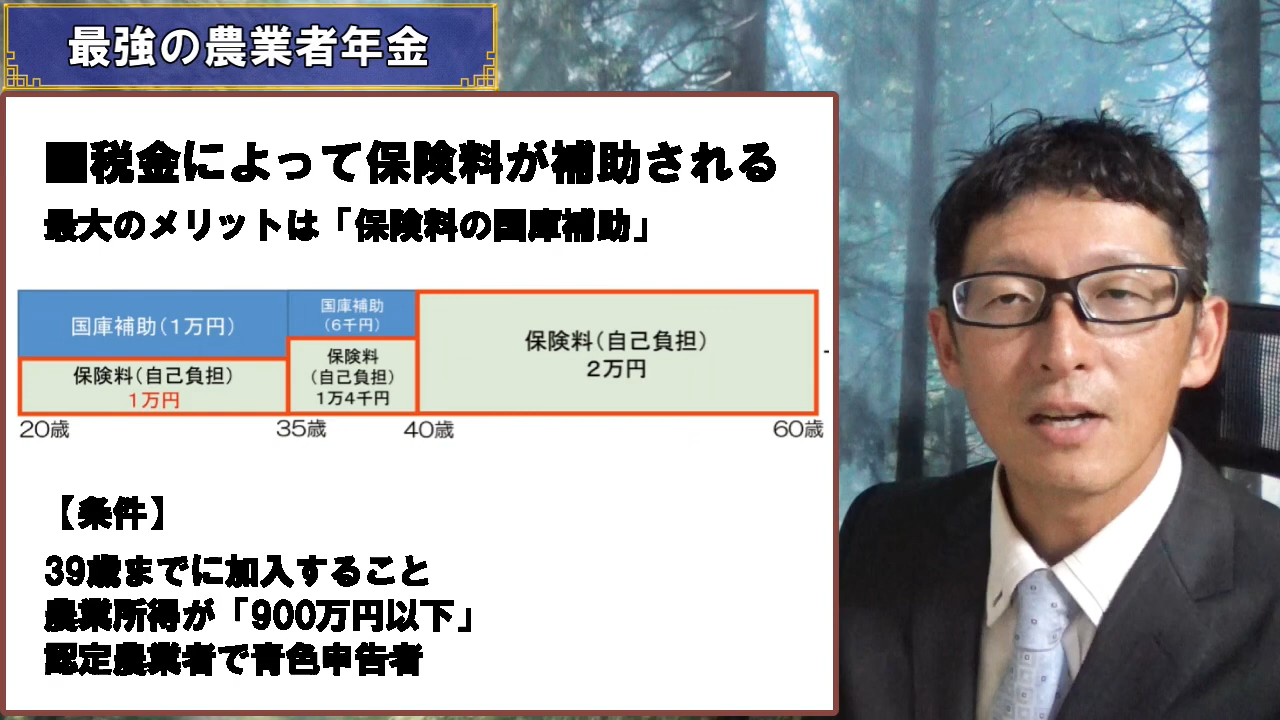 最強の農業者年金
■税金によって保険料が補助される
最大のメリットは「保険料の国庫補助」
国庫補助(1万円)
国庫補助
(6千円)
保険料(自己負担)
1万円
保険料
(自己負担)
1万4千円
保険料(自己負担)
2万円
-
20歳
35歳
40歳
60歳
【条件】
39歳までに加入すること
農業所得が「900万円以下」
認定農業者で青色申告者